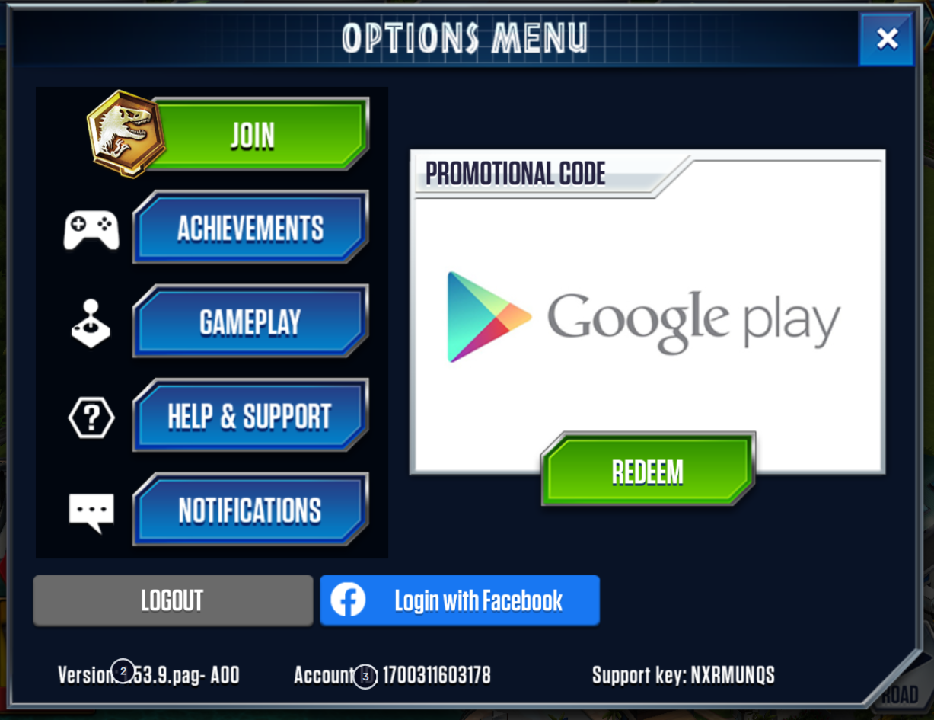 OPTIONS MENU
JOIN
ACHIEVEMENTS
GAMEPLAY
HELP & SUPPORT
NOTIFICATIONS
PROMOTIONAL CODE
Google play
REDEEM
LOGOUT
Login with Facebook
Version 2 53.9.pag- A00
Account 3 : 1700311603178
Support key: NXRMUNQS
ROAD